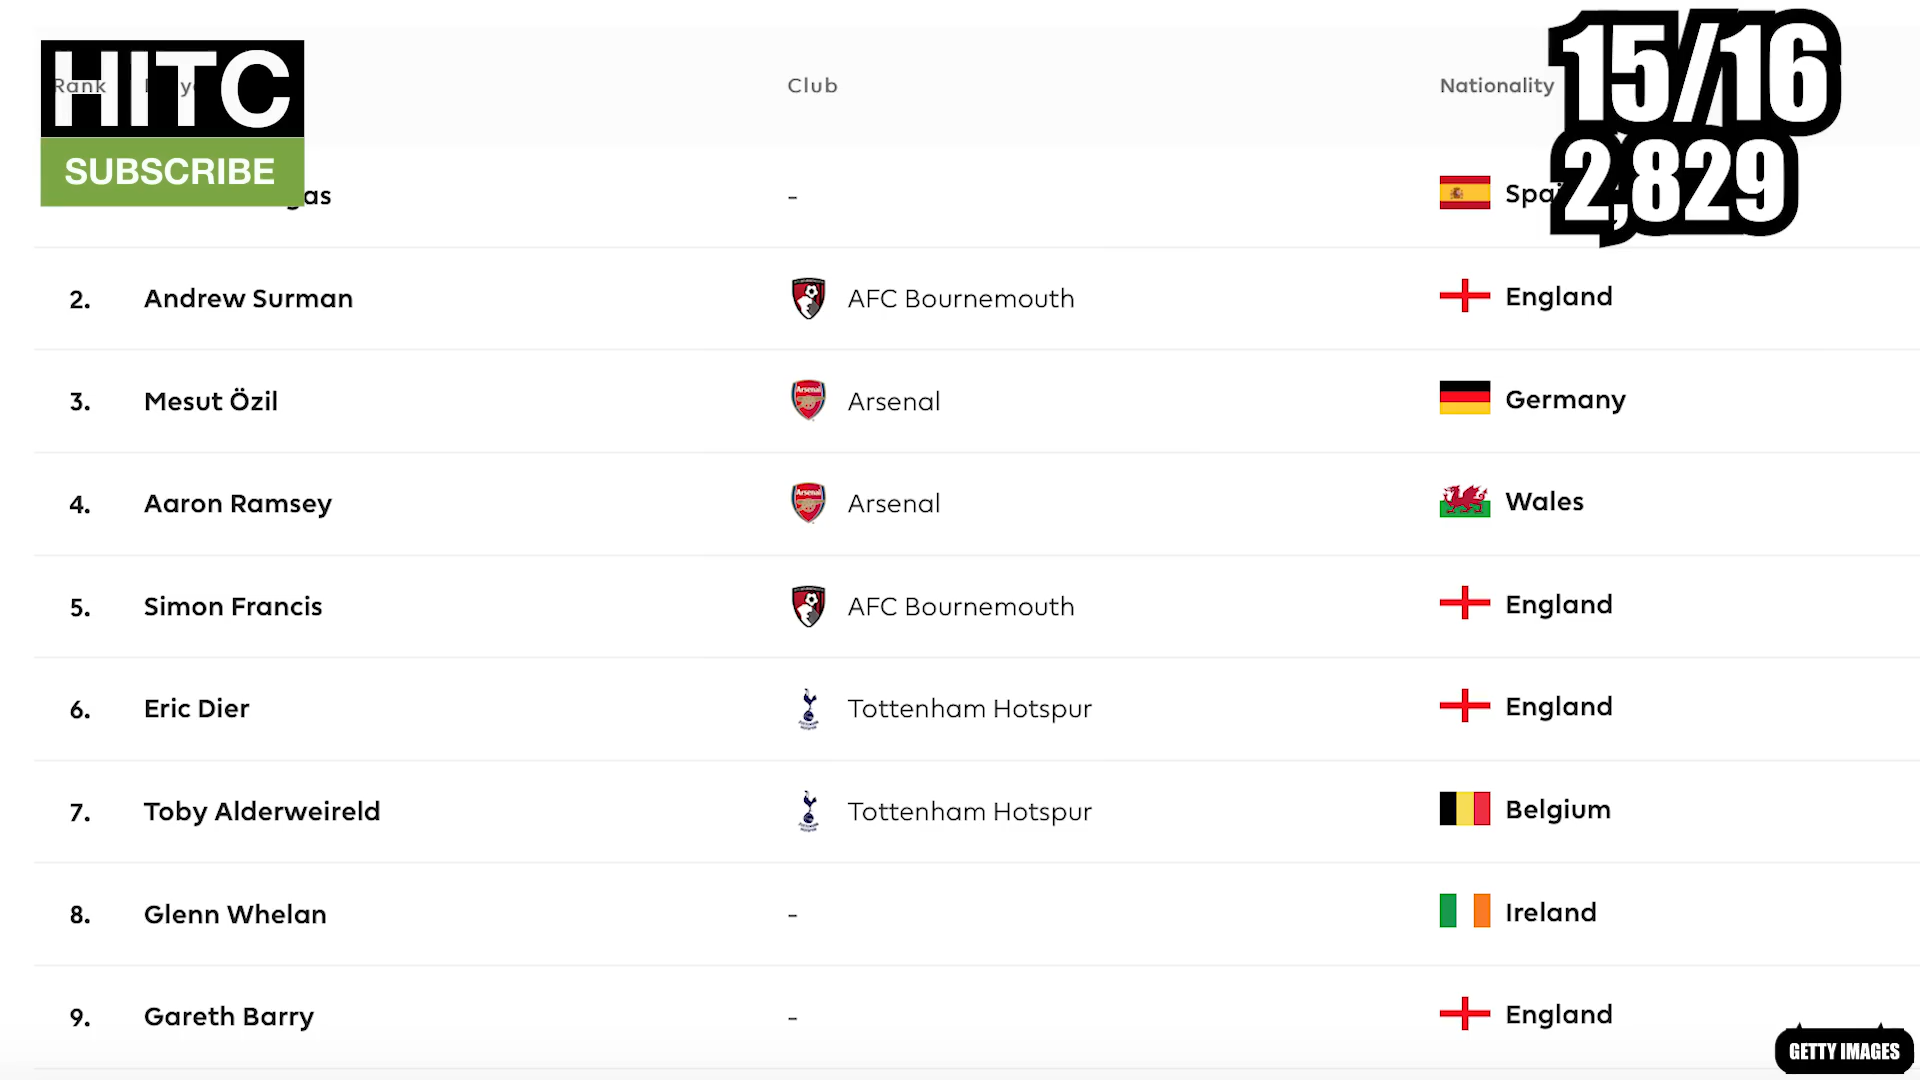 HITC
SUBSCRIBE
Rank
Club
Nationality
15/16
2,829
-
2. Andrew Surman AFC Bournemouth England
3. Mesut Özil Arsenal Germany
4. Aaron Ramsey Arsenal Wales
5. Simon Francis AFC Bournemouth England
6. Eric Dier Tottenham Hotspur England
7. Toby Alderweireld Tottenham Hotspur Belgium
8. Glenn Whelan - Ireland
9. Gareth Barry - England
GETTY IMAGES